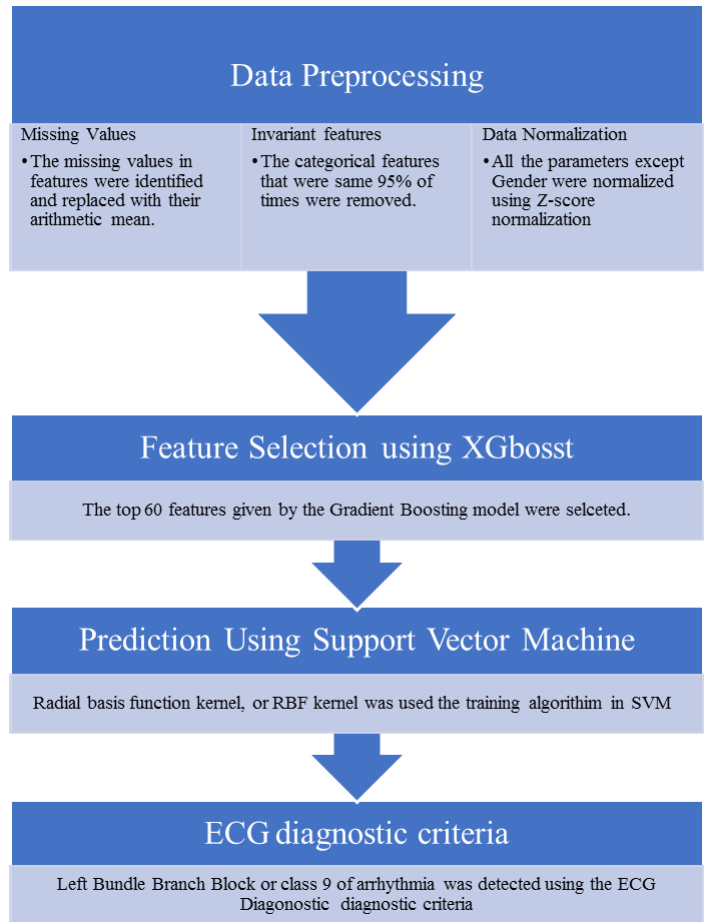 Data Preprocessing
Missing Values
• The missing values in
features were identified
and replaced with their
arithmetic mean.
Invariant features
• The categorical features
that were same 95% of
times were removed.
Data Normalization
• All the parameters except
Gender were normalized
using Z-score
normalization
Feature Selection using XGbosst
The top 60 features given by the Gradient Boosting model were selceted.
Prediction Using Support Vector Machine
Radial basis function kernel, or RBF kernel was used the training algorithim in SVM
ECG diagnostic criteria
Left Bundle Branch Block or class 9 of arrhythmia was detected using the ECG
Diagonostic diagnostic criteria